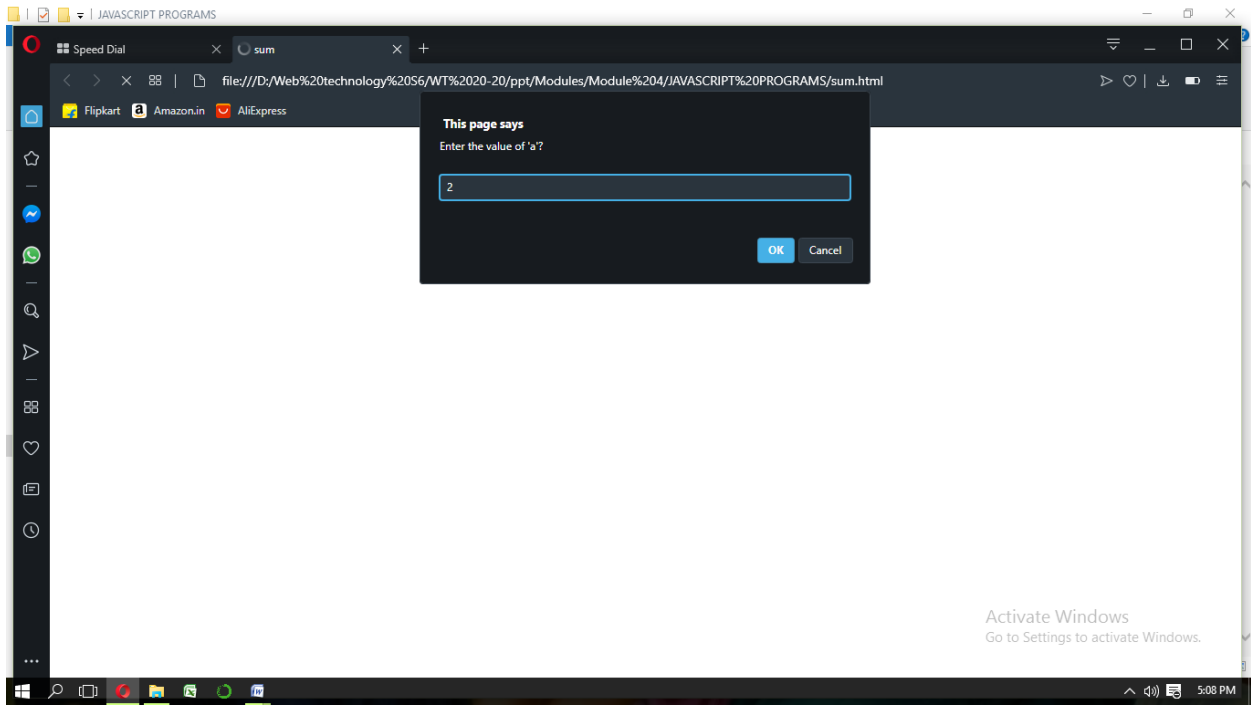 JAVASCRIPT PROGRAMS
Speed Dial
sum
file:///D:/Web%20technology%20S6/WT%2020-20/ppt/Modules/Module%204/JAVASCRIPT%20PROGRAMS/sum.html
Flipkart
a Amazon.in
AliExpress
This page says
Enter the value of 'a'?
2
OK
Cancel
Activate Windows
Go to Settings to activate Windows.
5:08 PM